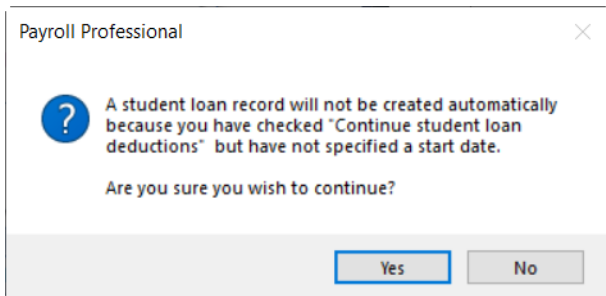 Payroll Professional
A student loan record will not be created automatically
because you have checked "Continue student loan
deductions"  but have not specified a start date.
Are you sure you wish to continue?
Yes
No